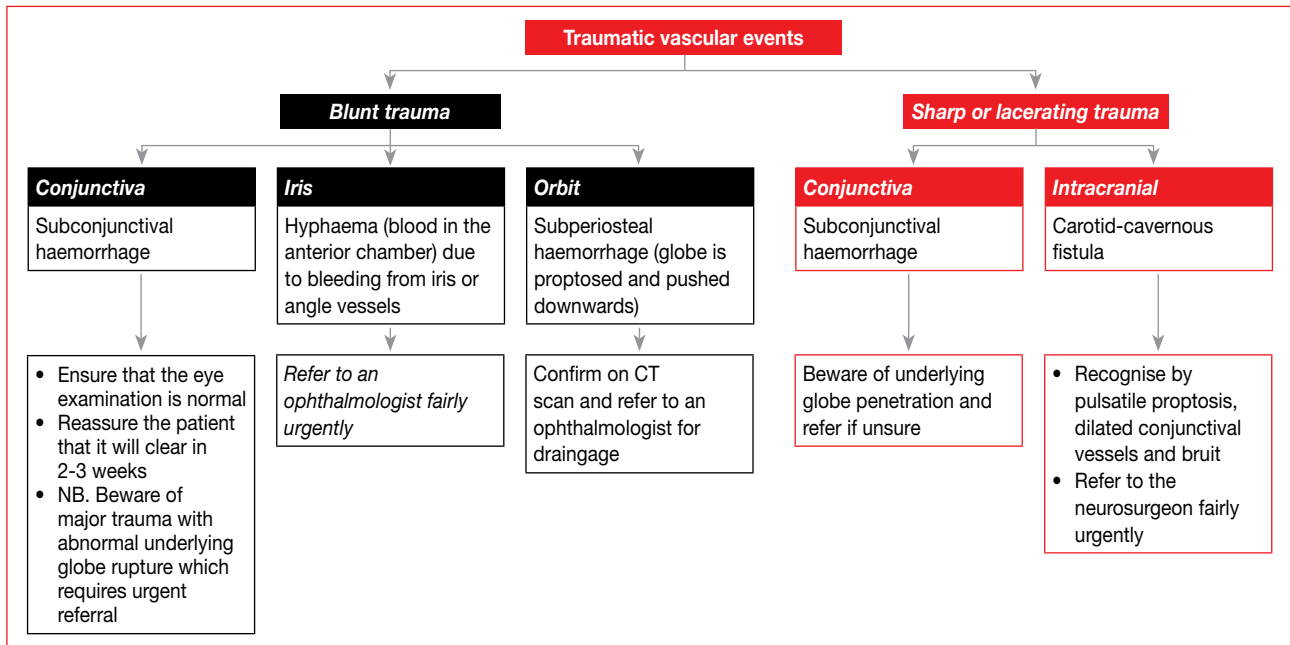 Traumatic vascular events
Blunt trauma
Sharp or lacerating trauma
Conjunctiva
Subconjunctival
haemorrhage
Iris
Hyphaema (blood in the
anterior chamber) due
to bleeding from iris or
angle vessels
Orbit
Subperiosteal
haemorrhage (globe is
proptosed and pushed
downwards)
Conjunctiva
Subconjunctival
haemorrhage
Intracranial
Carotid-cavernous
fistula
• Ensure that the eye
examination is normal
• Reassure the patient
that it will clear in
2-3 weeks
• NB. Beware of
major trauma with
abnormal underlying
globe rupture which
requires urgent
referral
Refer to an
ophthalmologist fairly
urgently
Confirm on CT
scan and refer to an
ophthalmologist for
draingage
Beware of underlying
globe penetration and
refer if unsure
• Recognise by
pulsatile proptosis,
dilated conjunctival
vessels and bruit
• Refer to the
neurosurgeon fairly
urgently